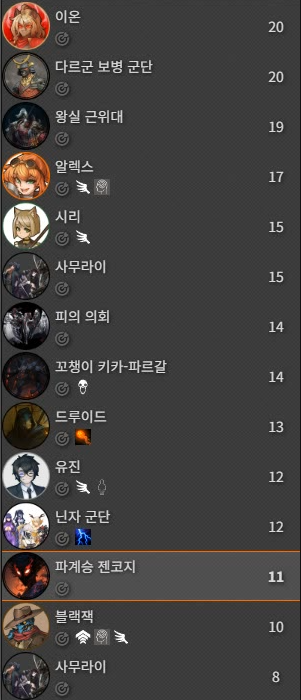 이온 20
다르군 보병 군단 20
왕실 근위대 19
알렉스 17
시리 15
사무라이 15
피의 의회 14
꼬챙이 키카-파르갈 14
드루이드 13
유진 12
닌자 군단 12
파계승 젠코지 11
블랙잭 10
사무라이 8